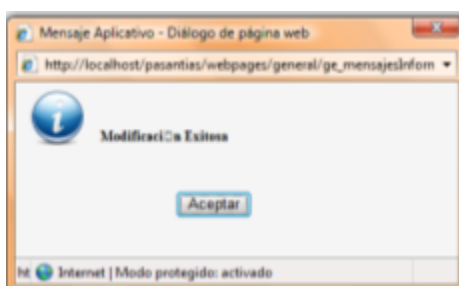 Mensaje Aplicativo - Diálogo de página web
http://localhost/pasantias/webpages/general/ge_mensajesInform
Modificaci□n Exitosa
Aceptar
ht Internet | Modo protegido: activado